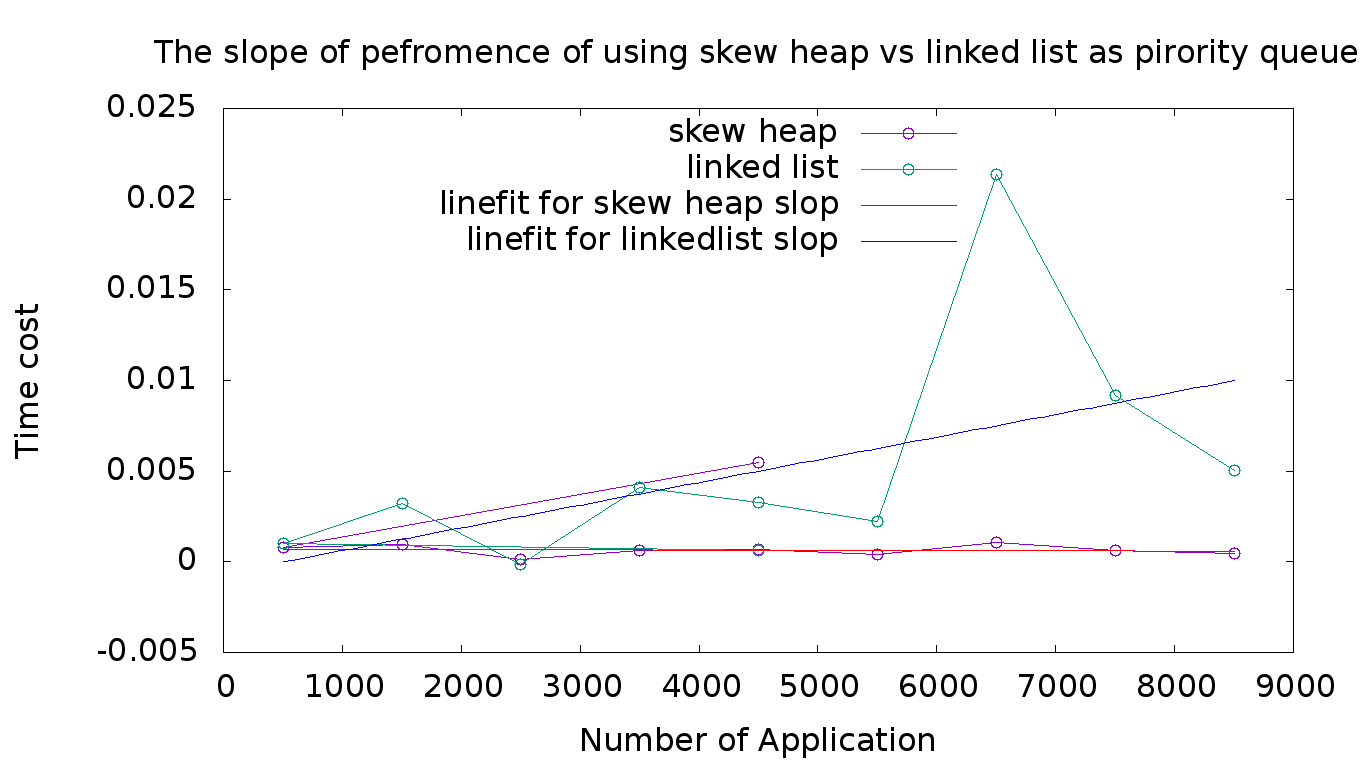 The slope of pefromence of using skew heap vs linked list as pirority queue
0.025
0.02
0.015
0.01
0.005
0
-0.005
Time cost
skew heap
linked list
linefit for skew heap slop
linefit for linkedlist slop
0 1000 2000 3000 4000 5000 6000 7000 8000 9000
Number of Application